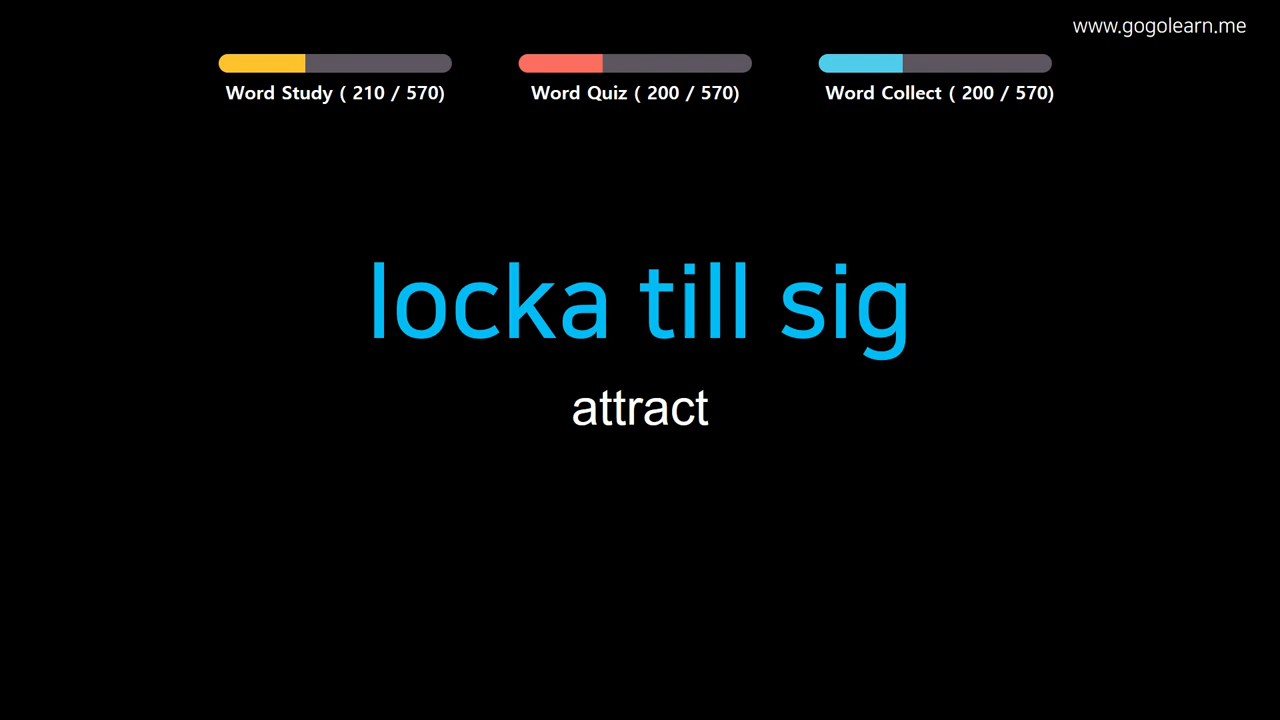 www.gogolearn.me
Word Study ( 210 / 570)
Word Quiz ( 200 / 570)
Word Collect ( 200 / 570)
locka till sig
attract